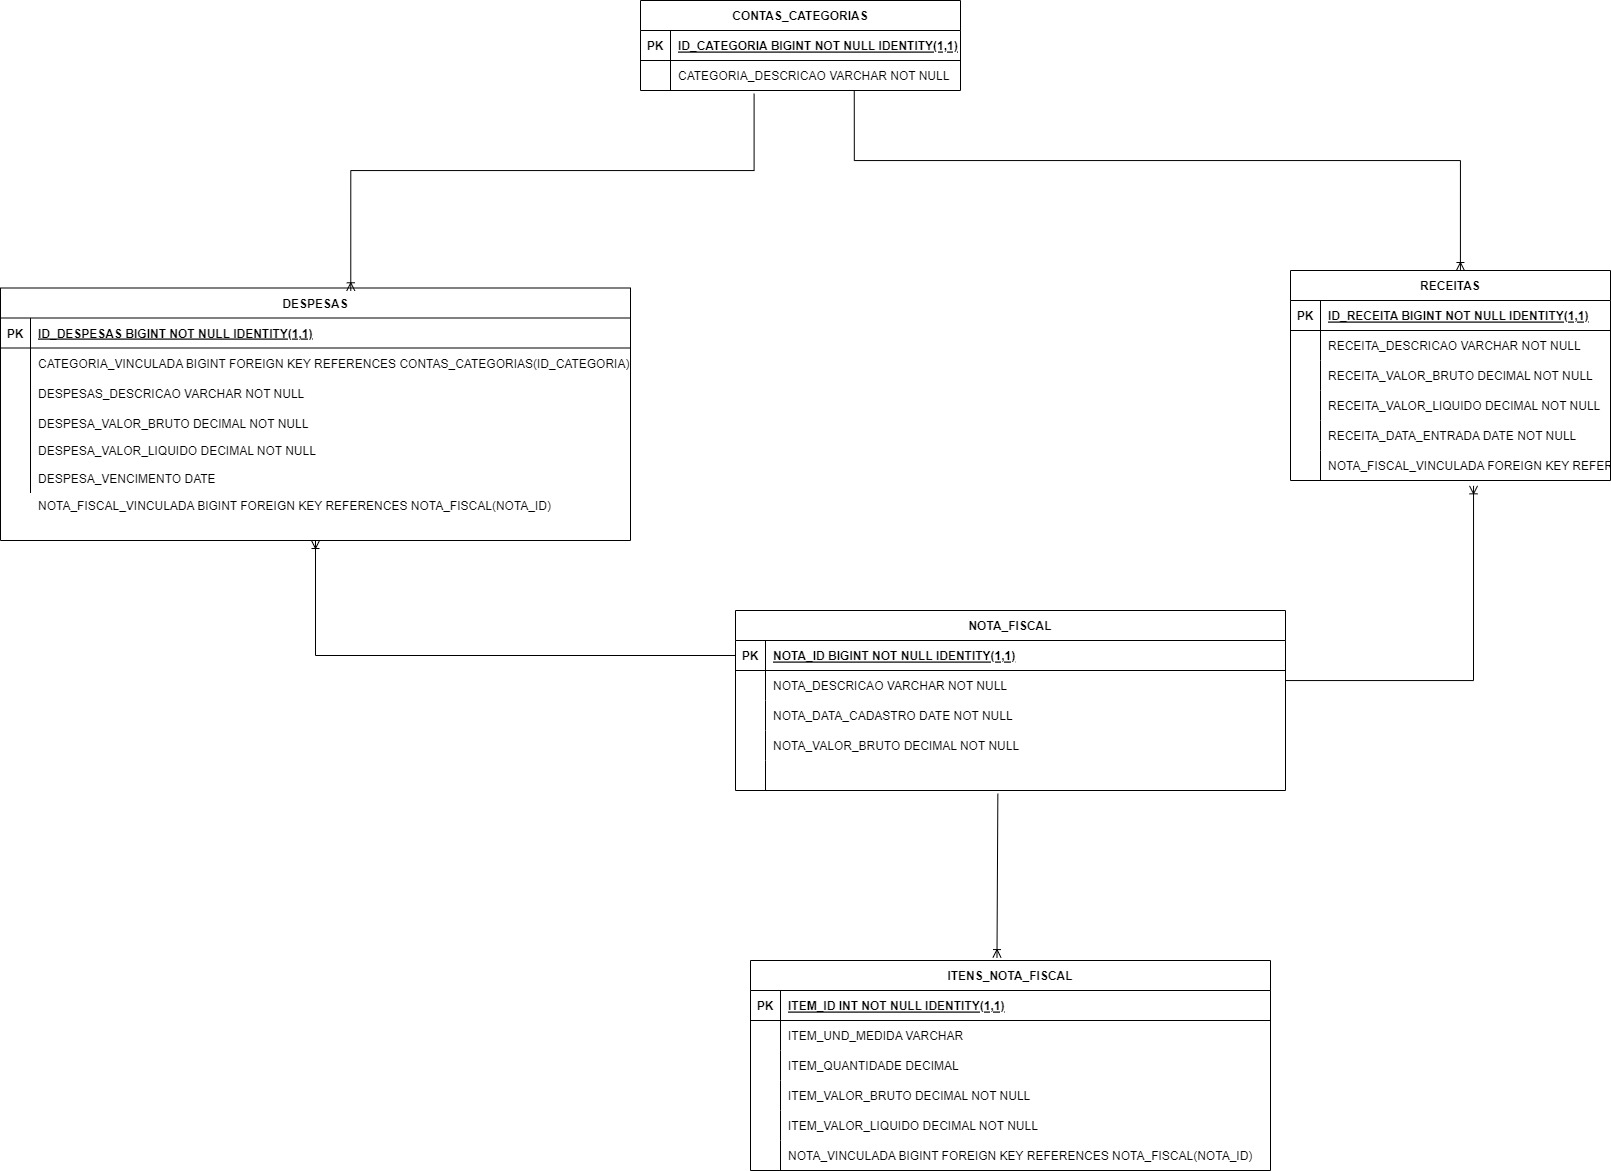 CONTAS_CATEGORIAS
PK ID_CATEGORIA BIGINT NOT NULL IDENTITY(1,1)
CATEGORIA_DESCRICAO VARCHAR NOT NULL
DESPESAS
PK ID_DESPESAS BIGINT NOT NULL IDENTITY(1,1)
CATEGORIA_VINCULADA BIGINT FOREIGN KEY REFERENCES CONTAS_CATEGORIAS(ID_CATEGORIA)
DESPESAS_DESCRICAO VARCHAR NOT NULL
DESPESA_VALOR_BRUTO DECIMAL NOT NULL
DESPESA_VALOR_LIQUIDO DECIMAL NOT NULL
DESPESA_VENCIMENTO DATE
NOTA_FISCAL_VINCULADA BIGINT FOREIGN KEY REFERENCES NOTA_FISCAL(NOTA_ID)
RECEITAS
PK ID_RECEITA BIGINT NOT NULL IDENTITY(1,1)
RECEITA_DESCRICAO VARCHAR NOT NULL
RECEITA_VALOR_BRUTO DECIMAL NOT NULL
RECEITA_VALOR_LIQUIDO DECIMAL NOT NULL
RECEITA_DATA_ENTRADA DATE NOT NULL
NOTA_FISCAL_VINCULADA FOREIGN KEY REFER
NOTA_FISCAL
PK NOTA_ID BIGINT NOT NULL IDENTITY(1,1)
NOTA_DESCRICAO VARCHAR NOT NULL
NOTA_DATA_CADASTRO DATE NOT NULL
NOTA_VALOR_BRUTO DECIMAL NOT NULL
ITENS_NOTA_FISCAL
PK ITEM_ID INT NOT NULL IDENTITY(1,1)
ITEM_UND_MEDIDA VARCHAR
ITEM_QUANTIDADE DECIMAL
ITEM_VALOR_BRUTO DECIMAL NOT NULL
ITEM_VALOR_LIQUIDO DECIMAL NOT NULL
NOTA_VINCULADA BIGINT FOREIGN KEY REFERENCES NOTA_FISCAL(NOTA_ID)